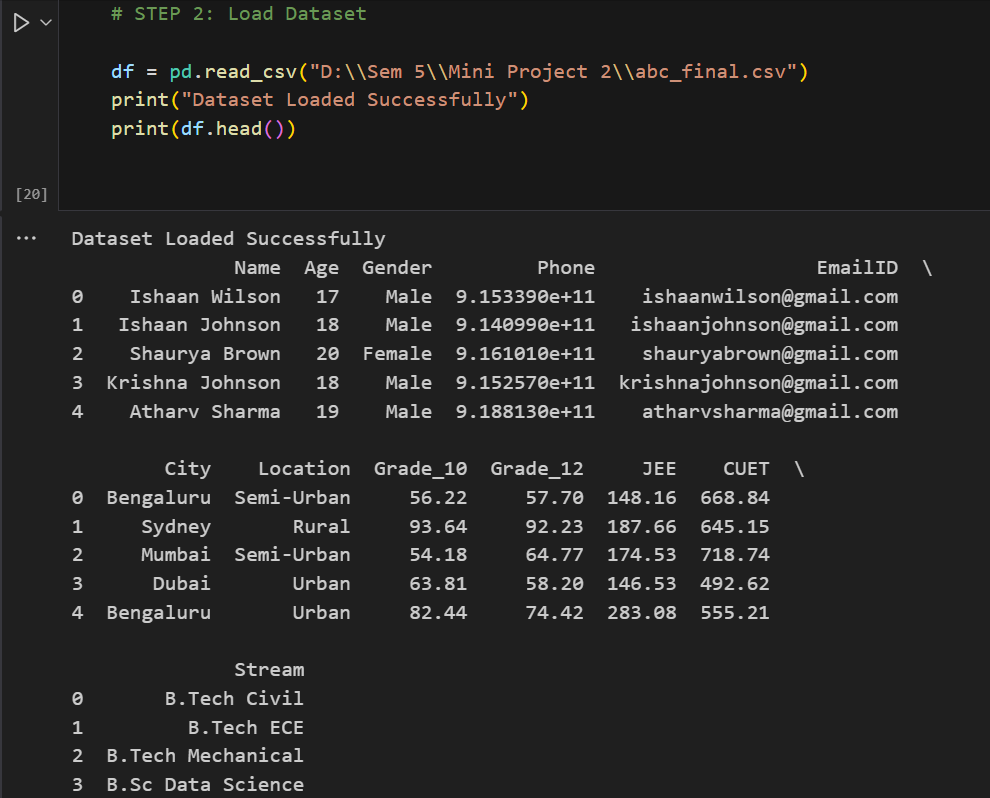 # STEP 2: Load Dataset
df = pd.read_csv("D:\\Sem 5\\Mini Project 2\\abc_final.csv")
print("Dataset Loaded Successfully")
print(df.head())
[20]
Dataset Loaded Successfully
Name Age Gender Phone EmailID \
0 Ishaan Wilson 17 Male 9.153390e+11 ishaanwilson@gmail.com
1 Ishaan Johnson 18 Male 9.140990e+11 ishaanjohnson@gmail.com
2 Shaurya Brown 20 Female 9.161010e+11 shauryabrown@gmail.com
3 Krishna Johnson 18 Male 9.152570e+11 krishnajohnson@gmail.com
4 Atharv Sharma 19 Male 9.188130e+11 atharvsharma@gmail.com
City Location Grade_10 Grade_12 JEE CUET \
0 Bengaluru Semi-Urban 56.22 57.70 148.16 668.84
1 Sydney Rural 93.64 92.23 187.66 645.15
2 Mumbai Semi-Urban 54.18 64.77 174.53 718.74
3 Dubai Urban 63.81 58.20 146.53 492.62
4 Bengaluru Urban 82.44 74.42 283.08 555.21
Stream
0 B.Tech Civil
1 B.Tech ECE
2 B.Tech Mechanical
3 B.Sc Data Science